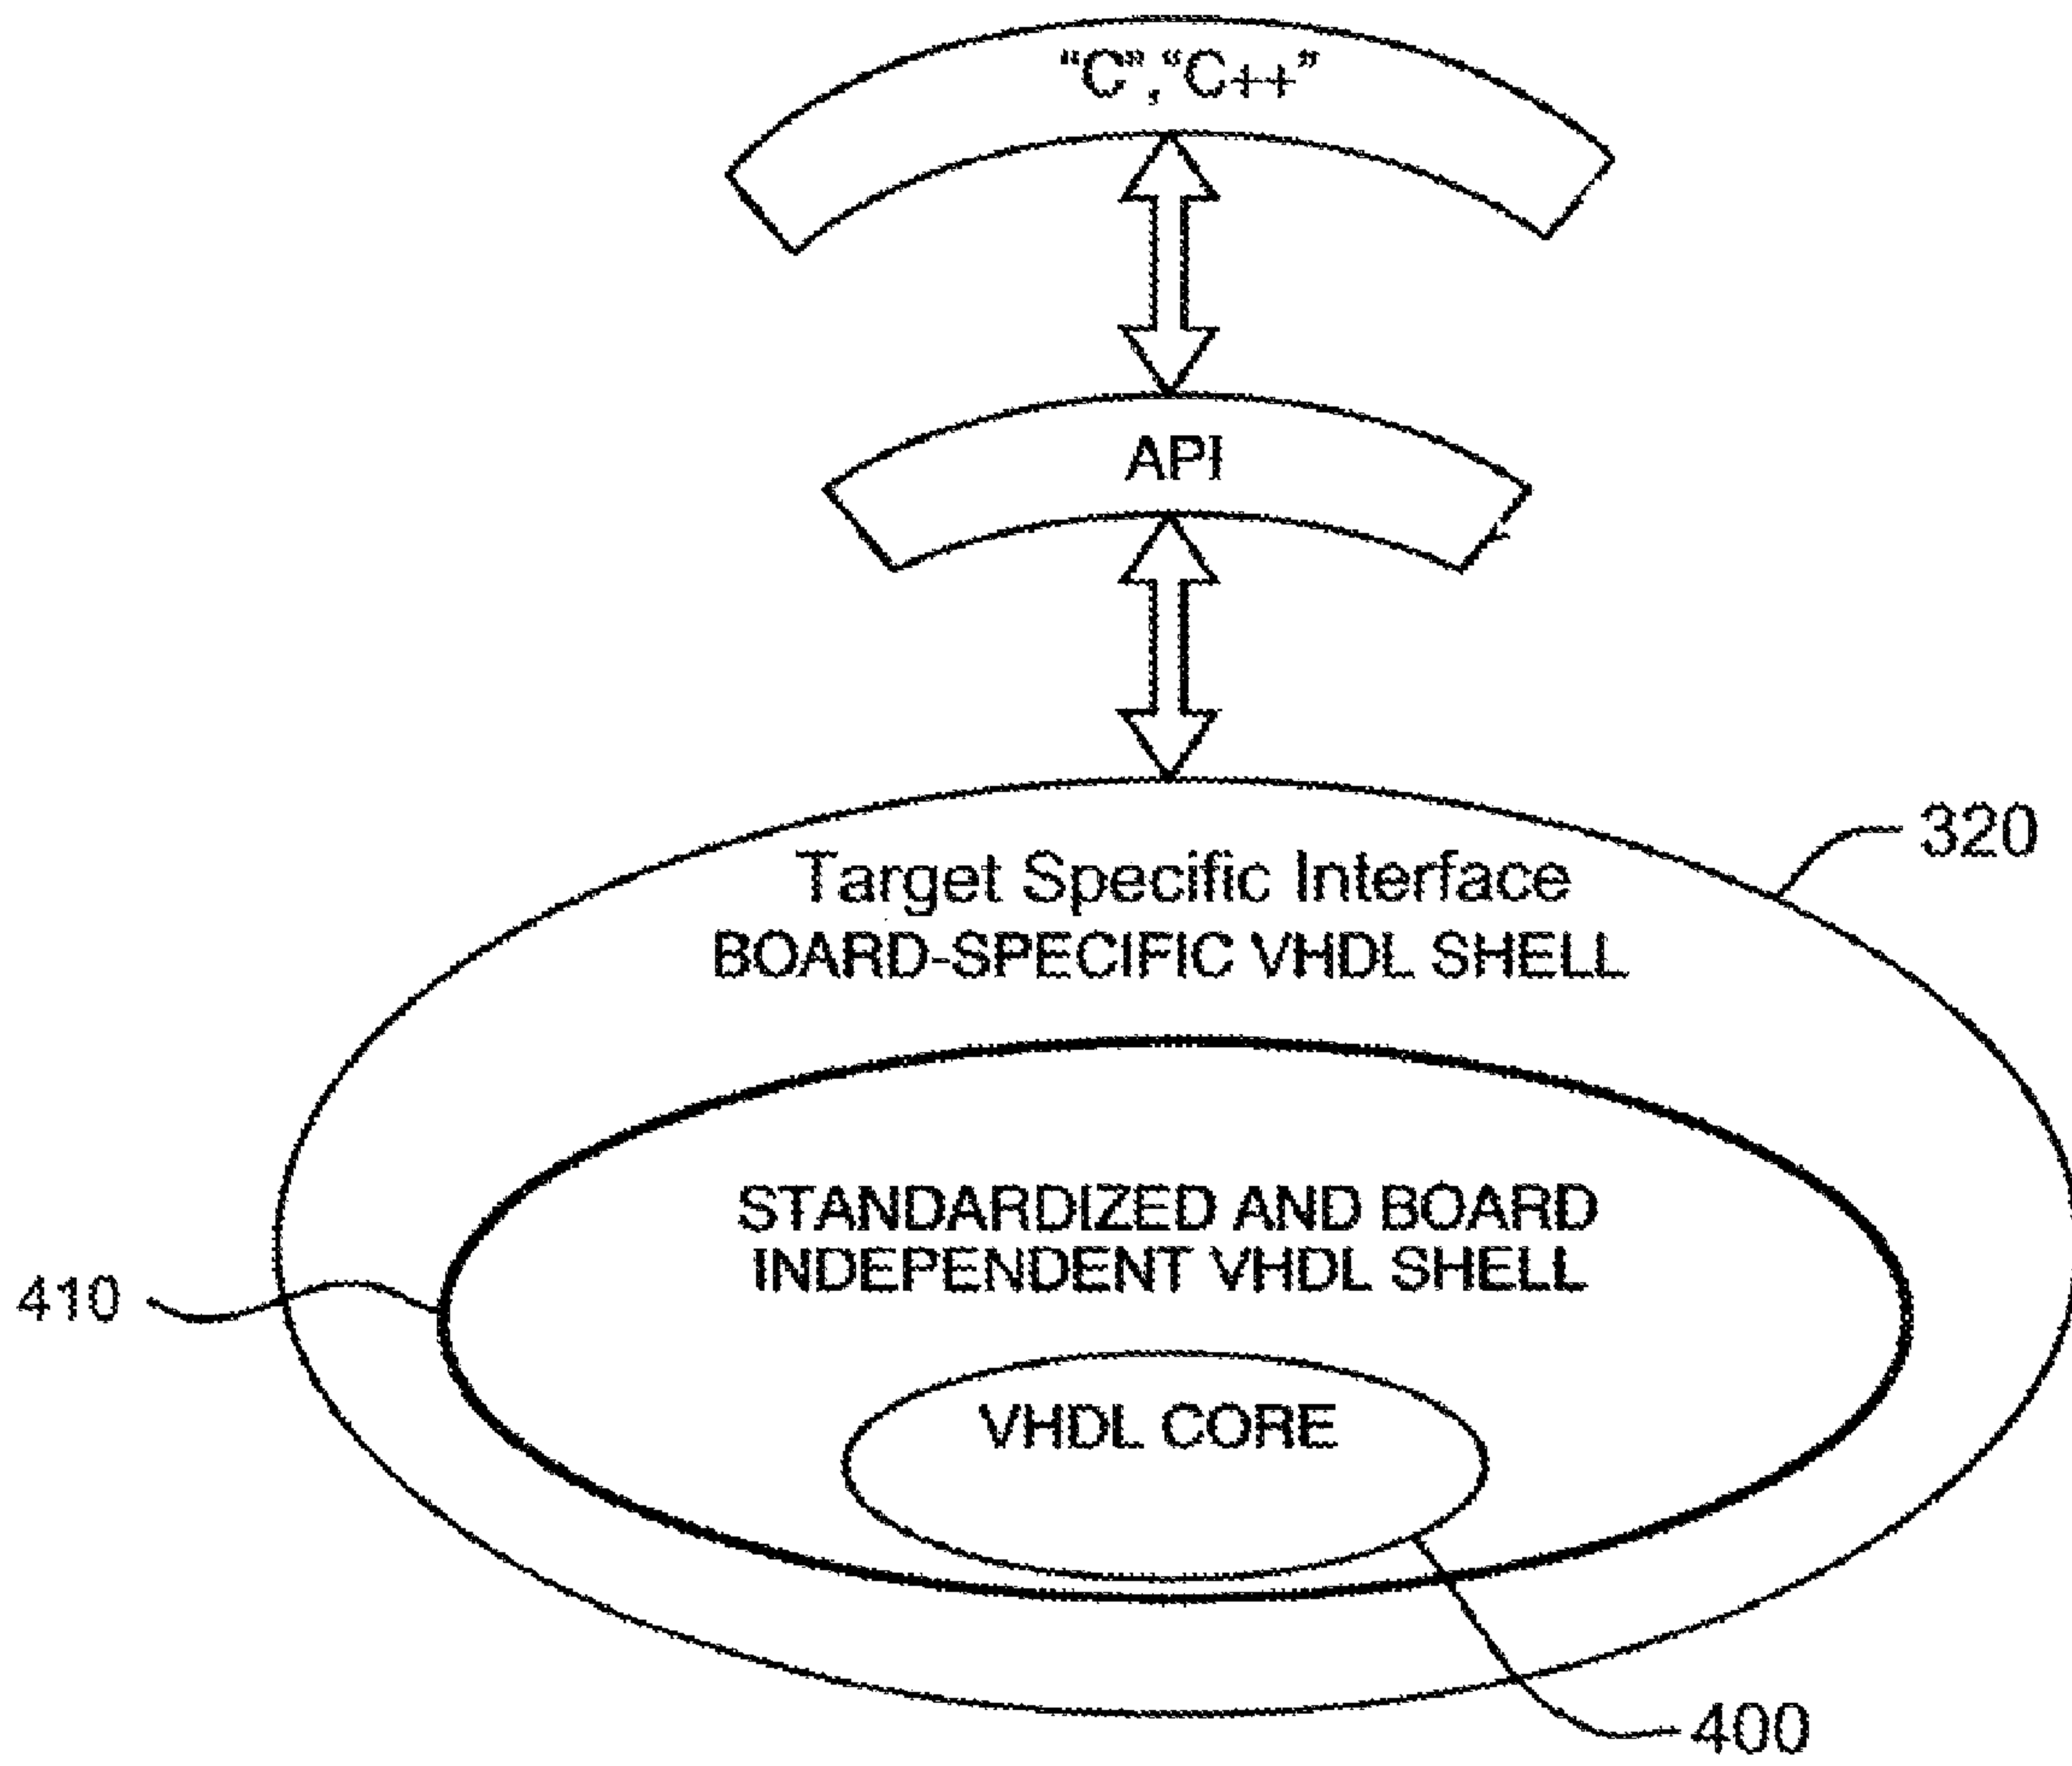 “C”, “C++”
API
320
Target Specific Interface
BOARD-SPECIFIC VHDL SHELL
STANDARDIZED AND BOARD
INDEPENDENT VHDL SHELL
410
VHDL CORE
400